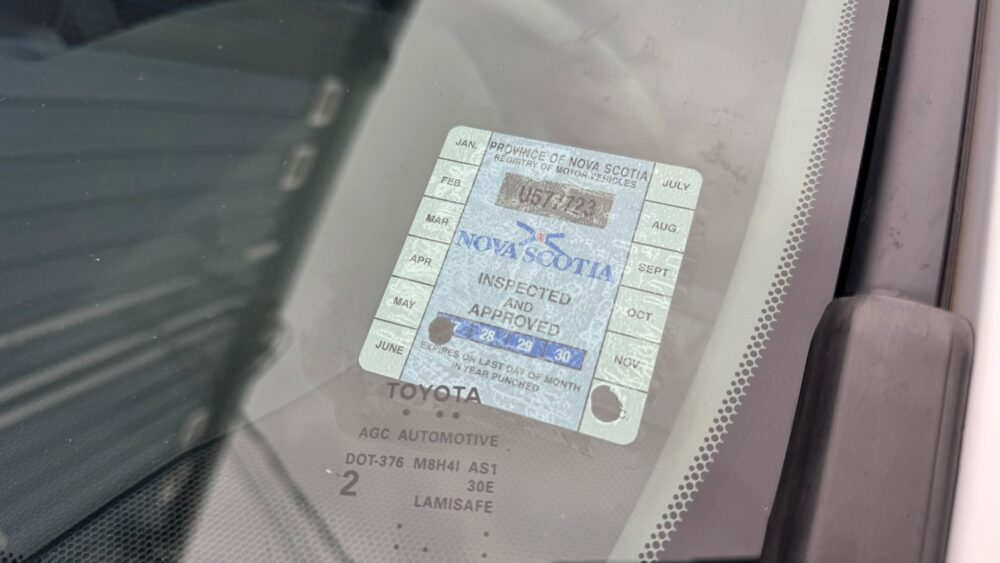 JAN.
FEB.
MAR.
APR.
MAY
JUNE
PROVINCE OF NOVA SCOTIA
REGISTRY OF MOTOR VEHICLES
NOVA SCOTIA
INSPECTED
AND
APPROVED
7 28 29 30
EXPIRES ON LAST DAY OF MONTH
IN YEAR PUNCHED
JULY
AUG.
SEPT.
OCT.
NOV.
TOYOTA
AGC AUTOMOTIVE
DOT-376 M8H4I AS1
2 30E
LAMISAFE